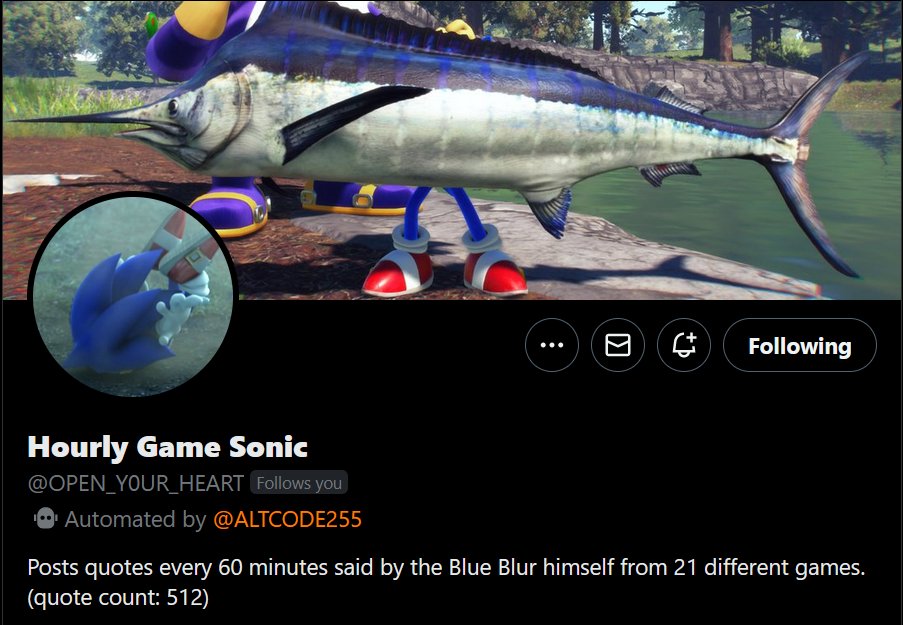 Following
Hourly Game Sonic
@OPEN_Y0UR_HEART Follows you
Automated by @ALTCODE255
Posts quotes every 60 minutes said by the Blue Blur himself from 21 different games.
(quote count: 512)